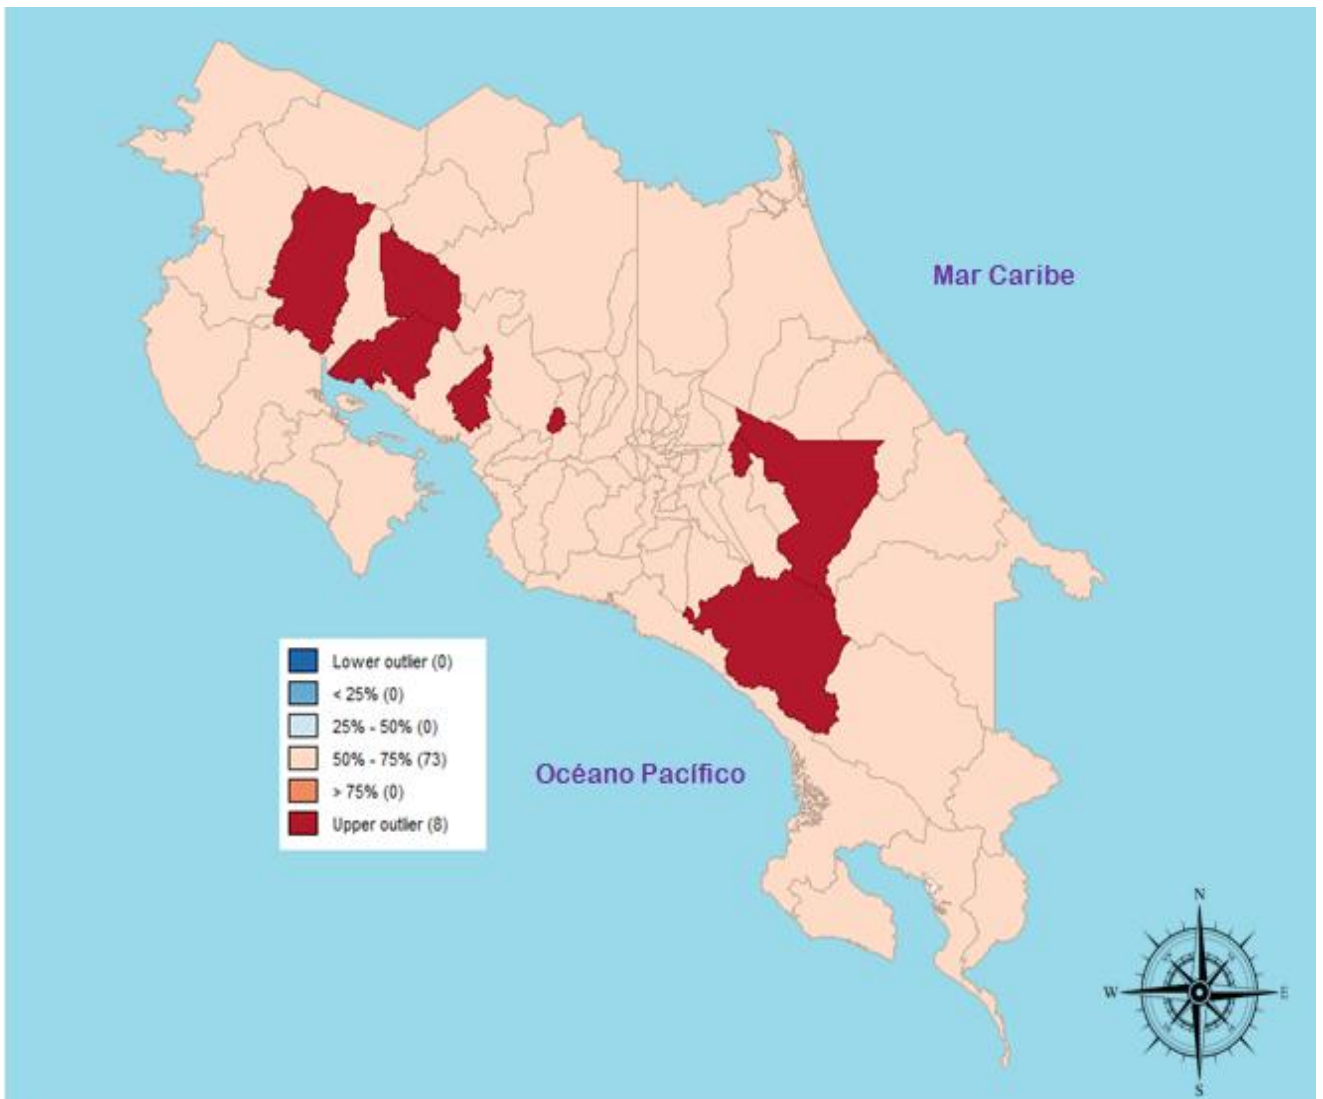 Mar Caribe
Lower outlier (0)
< 25% (0)
25% - 50% (0)
50% - 75% (73)
> 75% (0)
Upper outlier (8)
Océano Pacífico
N
W
E
S